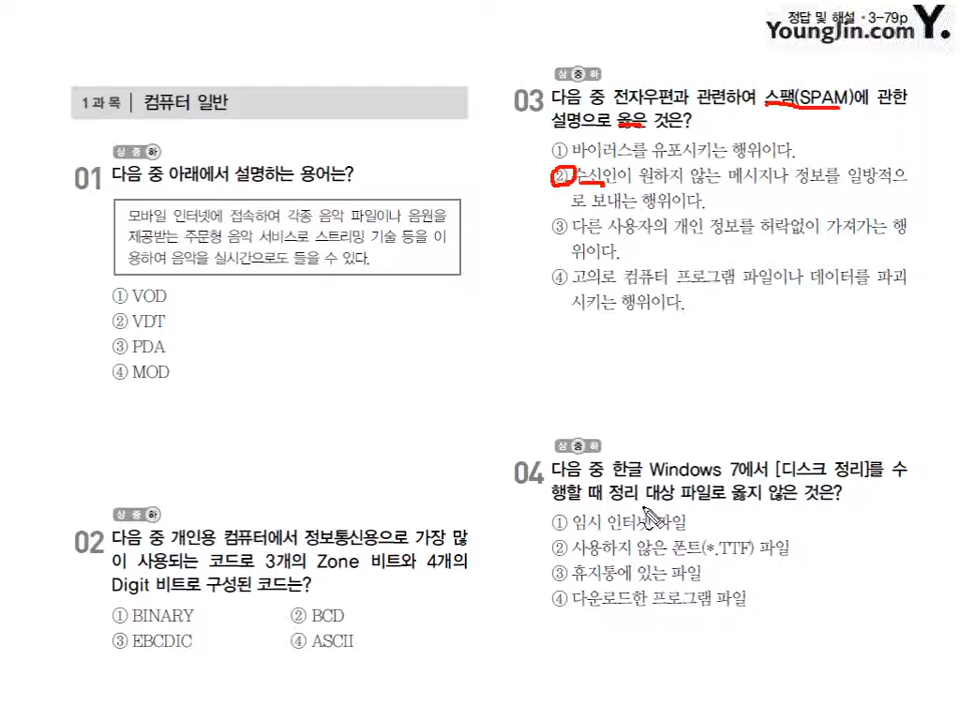 정답 및 해설 • 3-79p
YoungJin.com Y.
1과목 | 컴퓨터 일반
상 중 하
01 다음 중 아래에서 설명하는 용어는?
모바일 인터넷에 접속하여 각종 음악 파일이나 음원을
제공받는 주문형 음악 서비스로 스트리밍 기술 등을 이
용하여 음악을 실시간으로도 들을 수 있다.
① VOD
② VDT
③ PDA
④ MOD
상 중 하
02 다음 중 개인용 컴퓨터에서 정보통신용으로 가장 많
이 사용되는 코드로 3개의 Zone 비트와 4개의
Digit 비트로 구성된 코드는?
① BINARY ② BCD
③ EBCDIC ④ ASCII
상 중 하
03 다음 중 전자우편과 관련하여 스팸(SPAM)에 관한
설명으로 옳은 것은?
① 바이러스를 유포시키는 행위이다.
② 수신인이 원하지 않는 메시지나 정보를 일방적으
로 보내는 행위이다.
③ 다른 사용자의 개인 정보를 허락없이 가져가는 행
위이다.
④ 고의로 컴퓨터 프로그램 파일이나 데이터를 파괴
시키는 행위이다.
상 중 하
04 다음 중 한글 Windows 7에서 [디스크 정리]를 수
행할 때 정리 대상 파일로 옳지 않은 것은?
① 임시 인터넷 파일
② 사용하지 않은 폰트(*.TTF) 파일
③ 휴지통에 있는 파일
④ 다운로드한 프로그램 파일